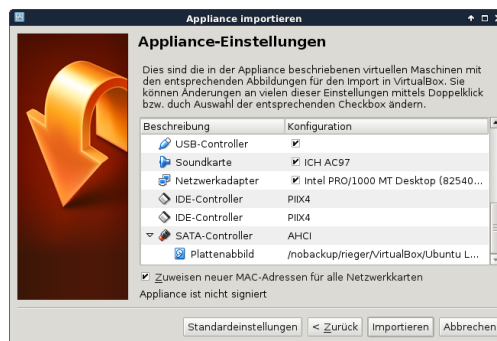 Appliance importieren
Appliance-Einstellungen
Dies sind die in der Appliance beschriebenen virtuellen Maschinen mit
den entsprechenden Abbildungen für den Import in VirtualBox. Sie
können Änderungen an vielen dieser Einstellungen mittels Doppelklick
bzw. duch Auswahl der entsprechenden Checkbox ändern.
Beschreibung Konfiguration
USB-Controller
Soundkarte ICH AC97
Netzwerkadapter Intel PRO/1000 MT Desktop (82540...
IDE-Controller PIIX4
IDE-Controller PIIX4
SATA-Controller AHCI
Plattenabbild /nobackup/rieger/VirtualBox/Ubuntu L...
Zuweisen neuer MAC-Adressen für alle Netzwerkkarten
Appliance ist nicht signiert
Standardeinstellungen < Zurück Importieren Abbrechen